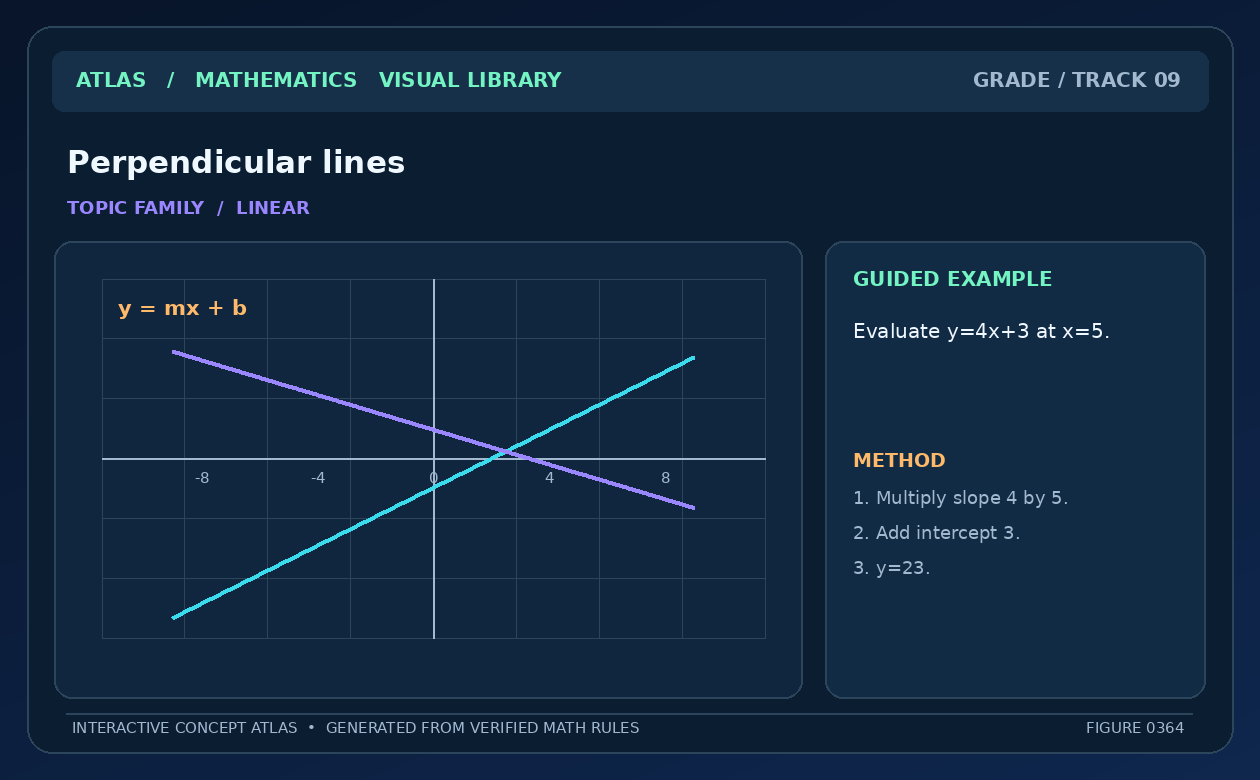 ATLAS / MATHEMATICS VISUAL LIBRARY
GRADE / TRACK 09
Perpendicular lines
TOPIC FAMILY / LINEAR
y = mx + b
-8 -4 0 4 8
GUIDED EXAMPLE
Evaluate y=4x+3 at x=5.
METHOD
1. Multiply slope 4 by 5.
2. Add intercept 3.
3. y=23.
INTERACTIVE CONCEPT ATLAS • GENERATED FROM VERIFIED MATH RULES
FIGURE 0364